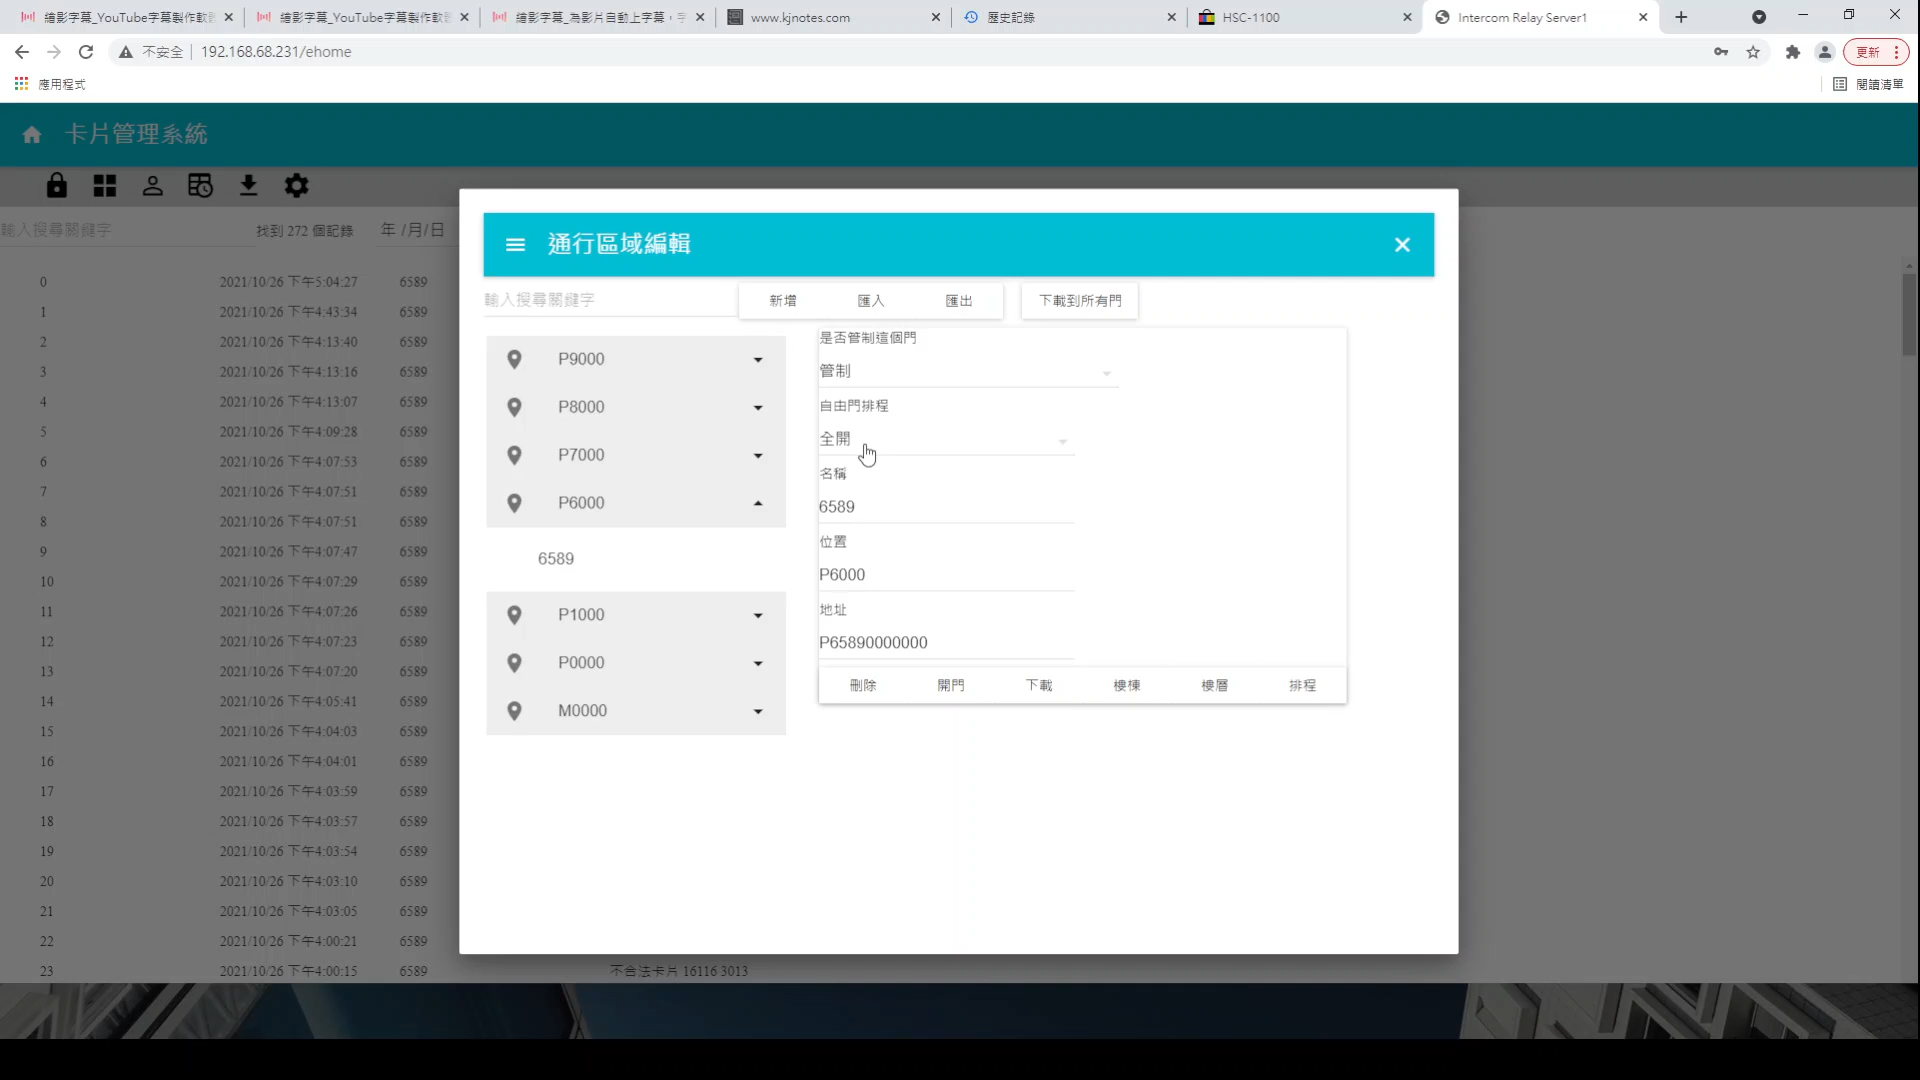 繪影字幕_YouTube字幕製作軟
繪影字幕_YouTube字幕製作軟
繪影字幕_為影片自動上字幕，
www.kjnotes.com
歷史記錄
HSC-1100
Intercom Relay Server1
不安全
192.168.68.231/ehome
更新
應用程式
閱讀清單
卡片管理系統
輸入搜尋關鍵字
找到 272 個記錄
年 /月/日
0 2021/10/26 下午5:04:27 6589
1 2021/10/26 下午4:43:34 6589
2 2021/10/26 下午4:13:40 6589
3 2021/10/26 下午4:13:16 6589
4 2021/10/26 下午4:13:07 6589
5 2021/10/26 下午4:09:28 6589
6 2021/10/26 下午4:07:53 6589
7 2021/10/26 下午4:07:51 6589
8 2021/10/26 下午4:07:51 6589
9 2021/10/26 下午4:07:47 6589
10 2021/10/26 下午4:07:29 6589
11 2021/10/26 下午4:07:26 6589
12 2021/10/26 下午4:07:23 6589
13 2021/10/26 下午4:07:20 6589
14 2021/10/26 下午4:05:41 6589
15 2021/10/26 下午4:04:03 6589
16 2021/10/26 下午4:04:01 6589
17 2021/10/26 下午4:03:59 6589
18 2021/10/26 下午4:03:57 6589
19 2021/10/26 下午4:03:54 6589
20 2021/10/26 下午4:03:10 6589
21 2021/10/26 下午4:03:05 6589
22 2021/10/26 下午4:00:21 6589
23 2021/10/26 下午4:00:15 6589 不合法卡片 16116 3013
通行區域編輯
輸入搜尋關鍵字
新增 匯入 匯出 下載到所有門
P9000
P8000
P7000
P6000
6589
P1000
P0000
M0000
是否管制這個門
管制
自由門排程
全開
名稱
6589
位置
P6000
地址
P65890000000
刪除 開門 下載 樓棟 樓層 排程